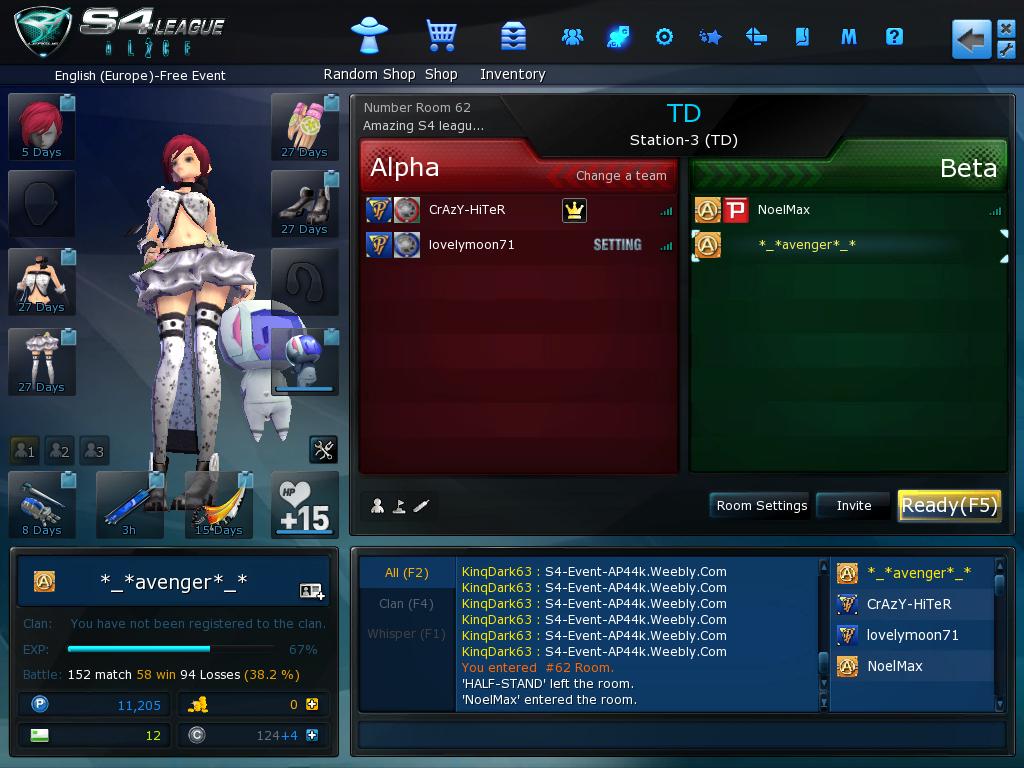 S4 LEAGUE
English (Europe)-Free Event
Random Shop
Shop
Inventory
M
?
5 Days
27 Days
27 Days
27 Days
27 Days
1
2
3
8 Days
3h
15 Days
HP
+15
Number Room 62
Amazing S4 leagu...
TD
Station-3 (TD)
Alpha
Change a team
Beta
CrAzY-HiTeR
lovelymoon71
SETTING
NoelMax
*_*avenger*_*
Room Settings
Invite
Ready(F5)
*_*avenger*_*
Clan: You have not been registered to the clan.
EXP: 67%
Battle: 152 match 58 win 94 Losses (38.2 %)
P 11,205
0
12
C 124+4
All (F2)
Clan (F4)
Whisper (F1)
KinqDark63 : S4-Event-AP44k.Weebly.Com
KinqDark63 : S4-Event-AP44k.Weebly.Com
KinqDark63 : S4-Event-AP44k.Weebly.Com
KinqDark63 : S4-Event-AP44k.Weebly.Com
KinqDark63 : S4-Event-AP44k.Weebly.Com
KinqDark63 : S4-Event-AP44k.Weebly.Com
You entered #62 Room.
'HALF-STAND' left the room.
'NoelMax' entered the room.
*_*avenger*_*
CrAzY-HiTeR
lovelymoon71
NoelMax